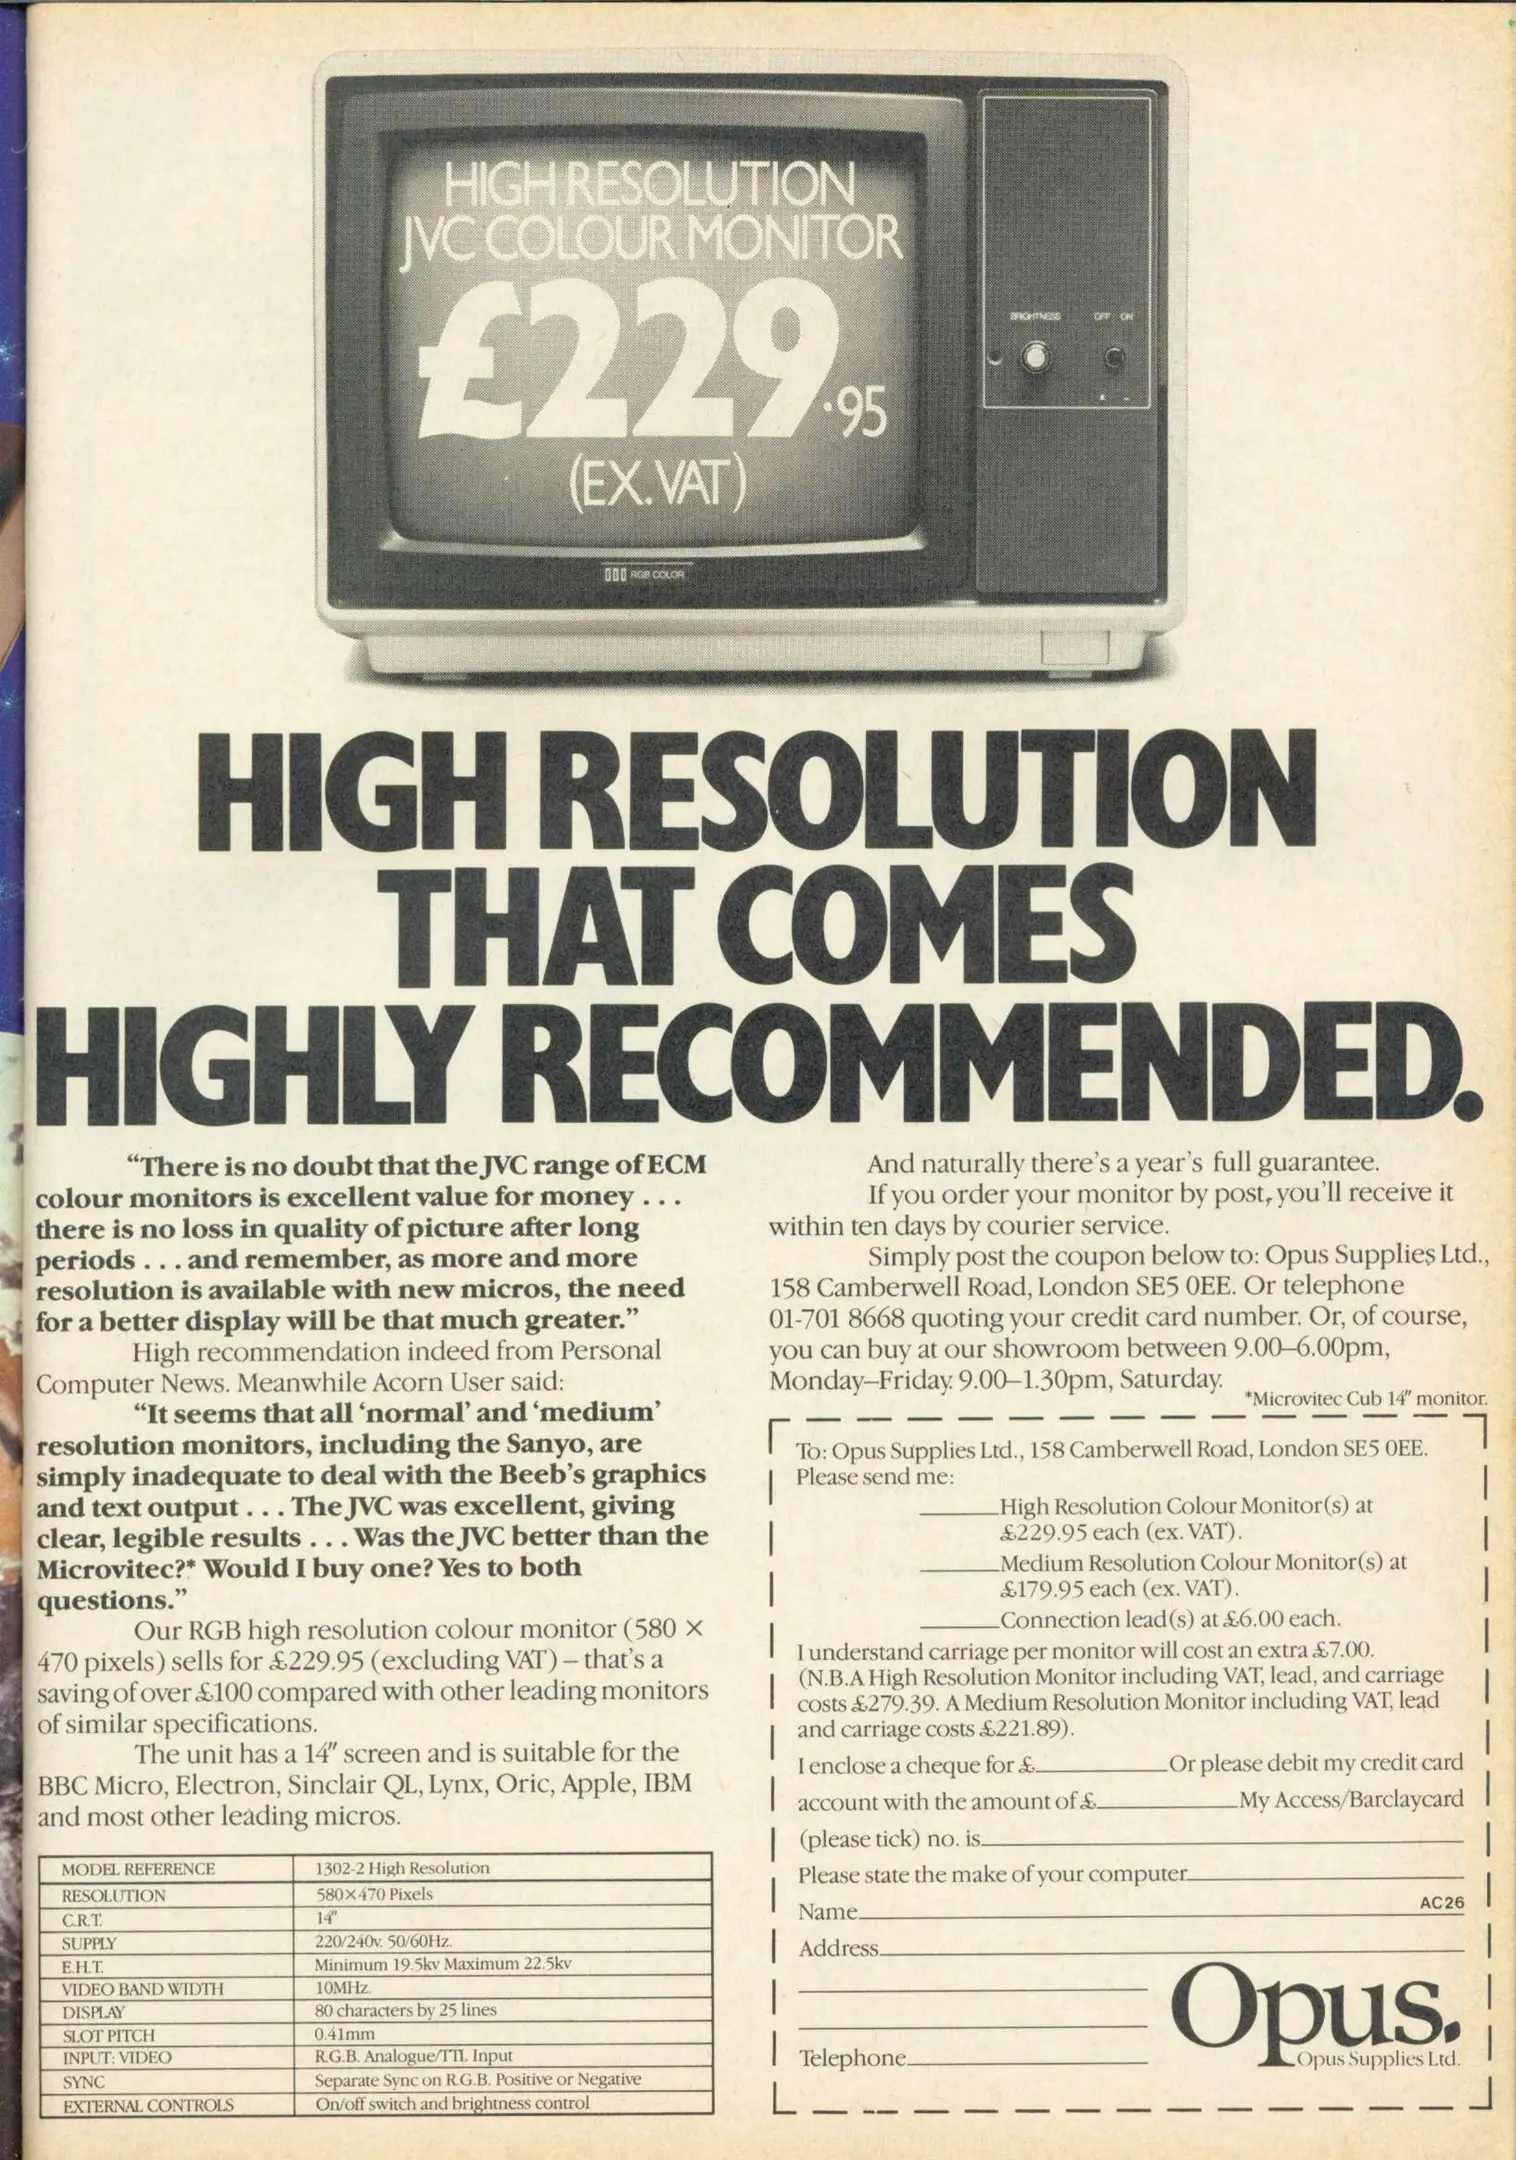 HIGH RESOLUTION
JVC COLOUR MONITOR
£229.95
(EX. VAT)
BRIGHTNESS
OFF ON
RGB COLOR
HIGH RESOLUTION
THAT COMES
HIGHLY RECOMMENDED.
“There is no doubt that the JVC range of ECM
colour monitors is excellent value for money . . .
there is no loss in quality of picture after long
periods . . . and remember, as more and more
resolution is available with new micros, the need
for a better display will be that much greater.”
High recommendation indeed from Personal
Computer News. Meanwhile Acorn User said:
“It seems that all ‘normal’ and ‘medium’
resolution monitors, including the Sanyo, are
simply inadequate to deal with the Beeb’s graphics
and text output . . . The JVC was excellent, giving
clear, legible results . . . Was the JVC better than the
Microvitec?* Would I buy one? Yes to both
questions.”
Our RGB high resolution colour monitor (580 ×
470 pixels) sells for £229.95 (excluding VAT) – that’s a
saving of over £100 compared with other leading monitors
of similar specifications.
The unit has a 14″ screen and is suitable for the
BBC Micro, Electron, Sinclair QL, Lynx, Oric, Apple, IBM
and most other leading micros.
MODEL REFERENCE 1302-2 High Resolution
RESOLUTION 580×470 Pixels
C.R.T. 14″
SUPPLY 220/240v. 50/60Hz.
E.H.T. Minimum 19.5kv Maximum 22.5kv
VIDEO BAND WIDTH 10MHz.
DISPLAY 80 characters by 25 lines
SLOT PITCH 0.41mm
INPUT: VIDEO R.G.B. Analogue/TTL Input
SYNC Separate Sync on R.G.B. Positive or Negative
EXTERNAL CONTROLS On/off switch and brightness control
And naturally there’s a year’s full guarantee.
If you order your monitor by post, you’ll receive it
within ten days by courier service.
Simply post the coupon below to: Opus Supplies Ltd.,
158 Camberwell Road, London SE5 0EE. Or telephone
01-701 8668 quoting your credit card number. Or, of course,
you can buy at our showroom between 9.00–6.00pm,
Monday–Friday. 9.00–1.30pm, Saturday.
*Microvitec Cub 14″ monitor.
To: Opus Supplies Ltd., 158 Camberwell Road, London SE5 0EE.
Please send me:
High Resolution Colour Monitor(s) at
£229.95 each (ex. VAT).
Medium Resolution Colour Monitor(s) at
£179.95 each (ex. VAT).
Connection lead(s) at £6.00 each.
I understand carriage per monitor will cost an extra £7.00.
(N.B. A High Resolution Monitor including VAT, lead, and carriage
costs £279.39. A Medium Resolution Monitor including VAT, lead
and carriage costs £221.89).
I enclose a cheque for £ Or please debit my credit card
account with the amount of £ My Access/Barclaycard
(please tick) no. is
Please state the make of your computer
AC26
Name
Address
Telephone
Opus.
Opus Supplies Ltd.